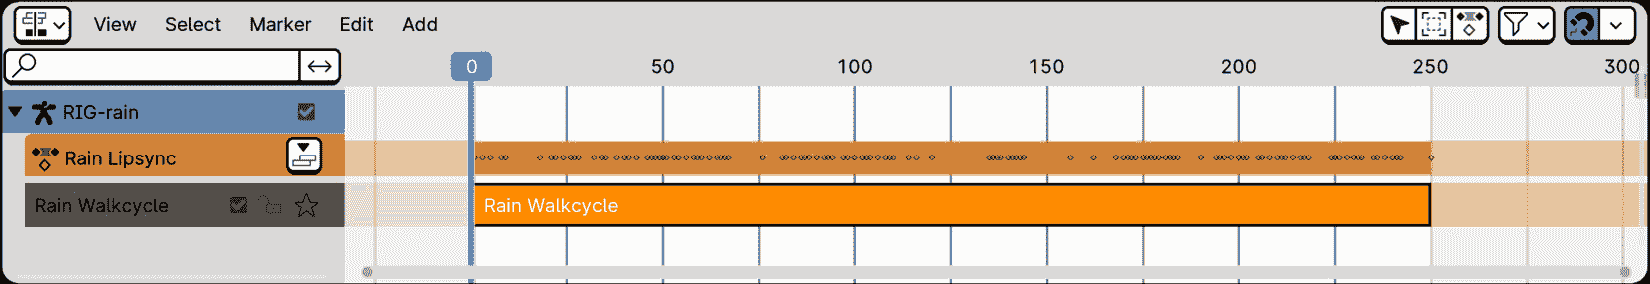 View Select Marker Edit Add
0 50 100 150 200 250 300
RIG-rain
Rain Lipsync
Rain Walkcycle Rain Walkcycle